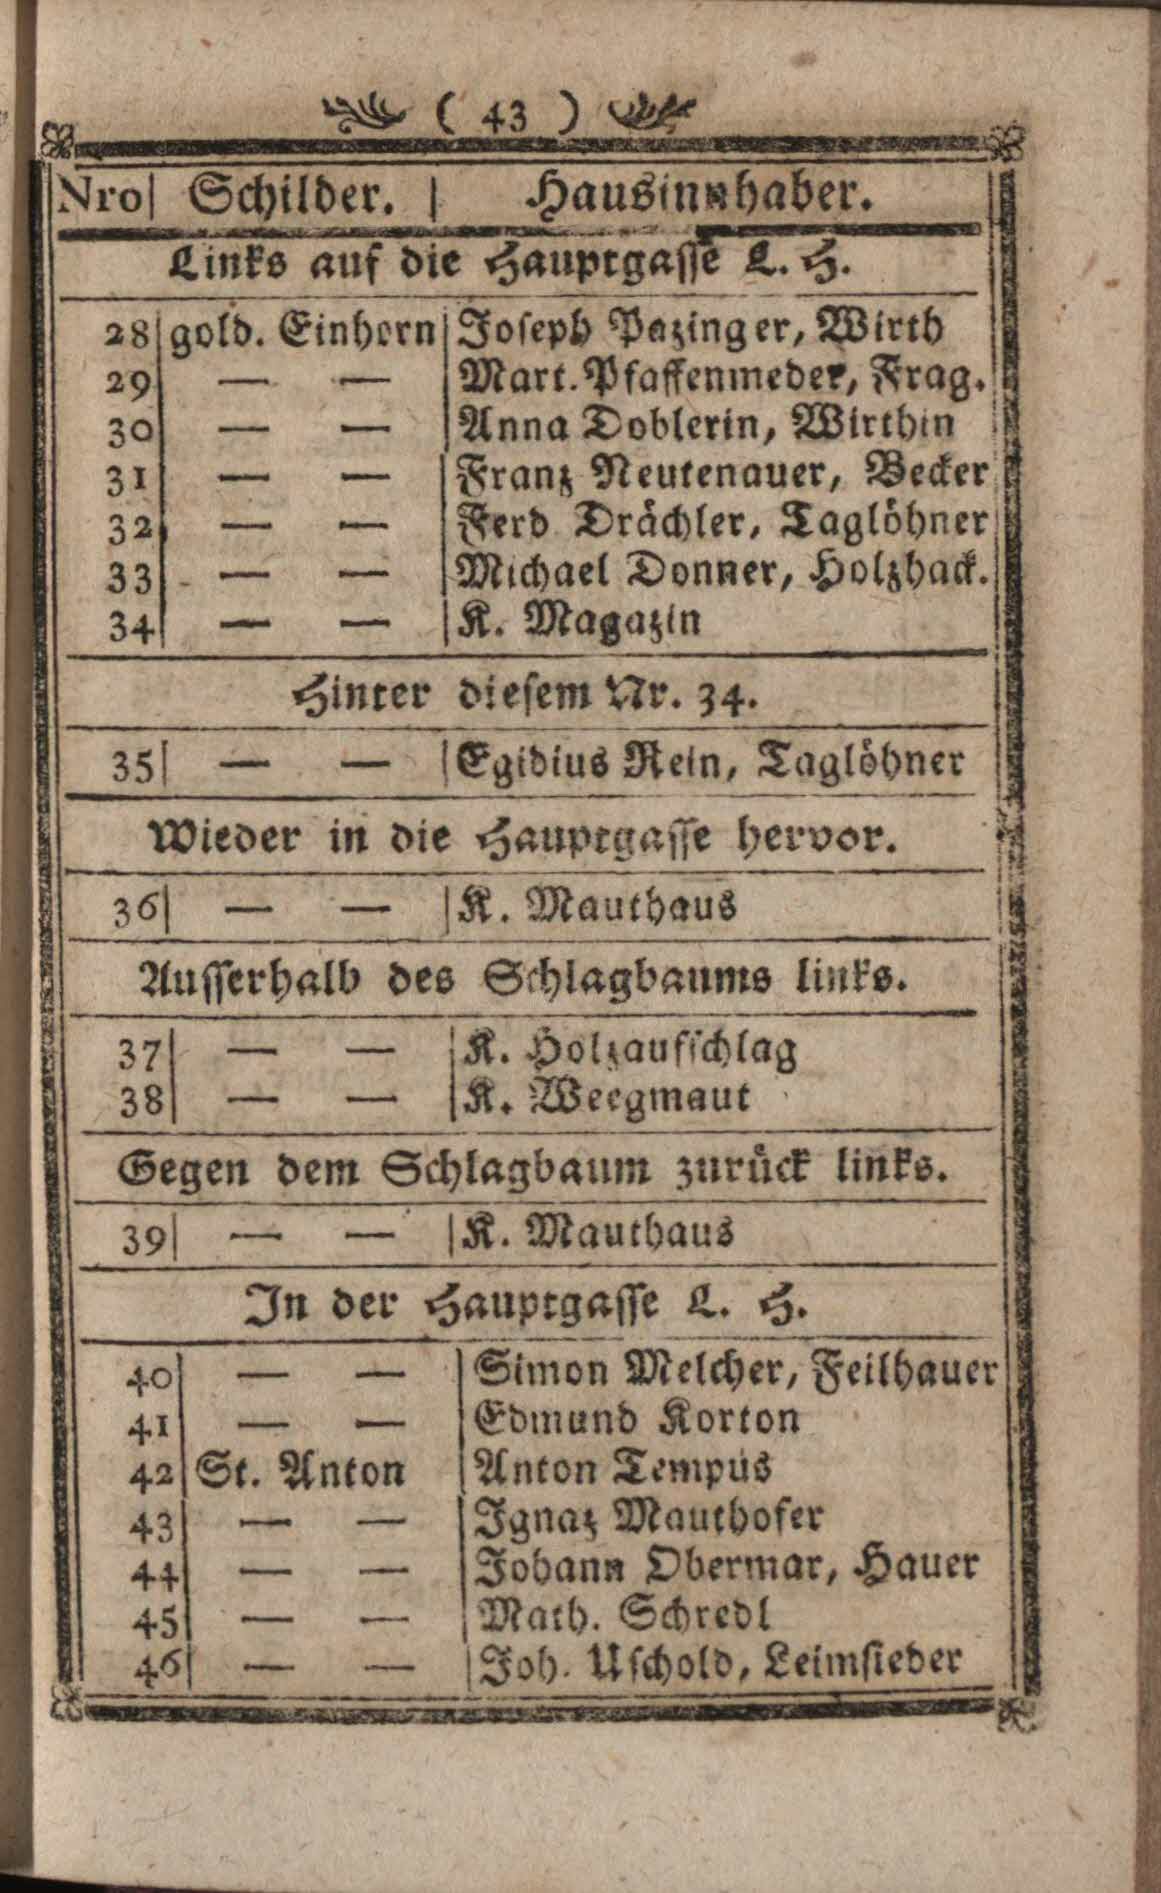 ( 43 )
Nro | Schilder. | Hausinnhaber.
Links auf die Hauptgasse L. H.
28 | gold. Einhorn | Joseph Pazinger, Wirth
29 | — — | Mart. Pfaffenmeder, Frag.
30 | — — | Anna Doblerin, Wirthin
31 | — — | Franz Neutenauer, Becker
32 | — — | Ferd Drächler, Taglöhner
33 | — — | Michael Donner, Holzhack.
34 | — — | K. Magazin
Hinter diesem Nr. 34.
35 | — — | Egidius Rein, Taglöhner
Wieder in die Hauptgasse hervor.
36 | — — | K. Mauthaus
Ausserhalb des Schlagbaums links.
37 | — — | K. Holzaufschlag
38 | — — | K. Weegmaut
Gegen dem Schlagbaum zurück links.
39 | — — | K. Mauthaus
In der Hauptgasse L. H.
40 | — — | Simon Melcher, Feilhauer
41 | — — | Edmund Korton
42 | St. Anton | Anton Tempus
43 | — — | Ignaz Mauthofer
44 | — — | Johann Obermar, Hauer
45 | — — | Math. Schredl
46 | — — | Joh. Uschold, Leimsieder